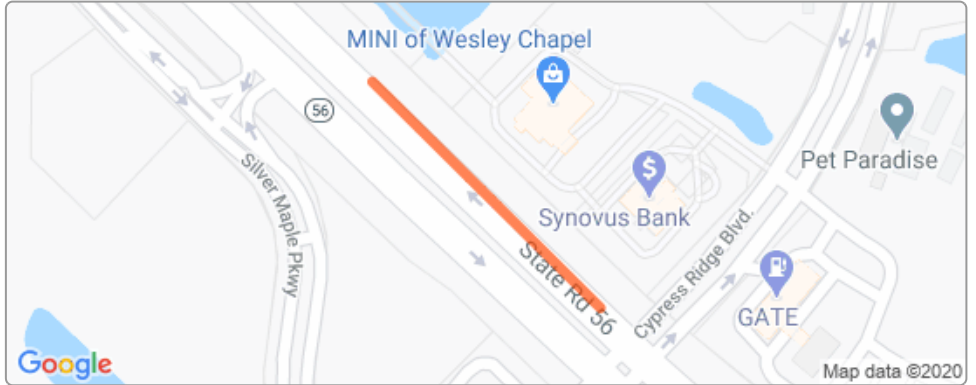 MINI of Wesley Chapel
56
Silver Maple Pkwy
Pet Paradise
Synovus Bank
$
Cypress Ridge Blvd.
State Rd 56
GATE
Google
Map data ©2020